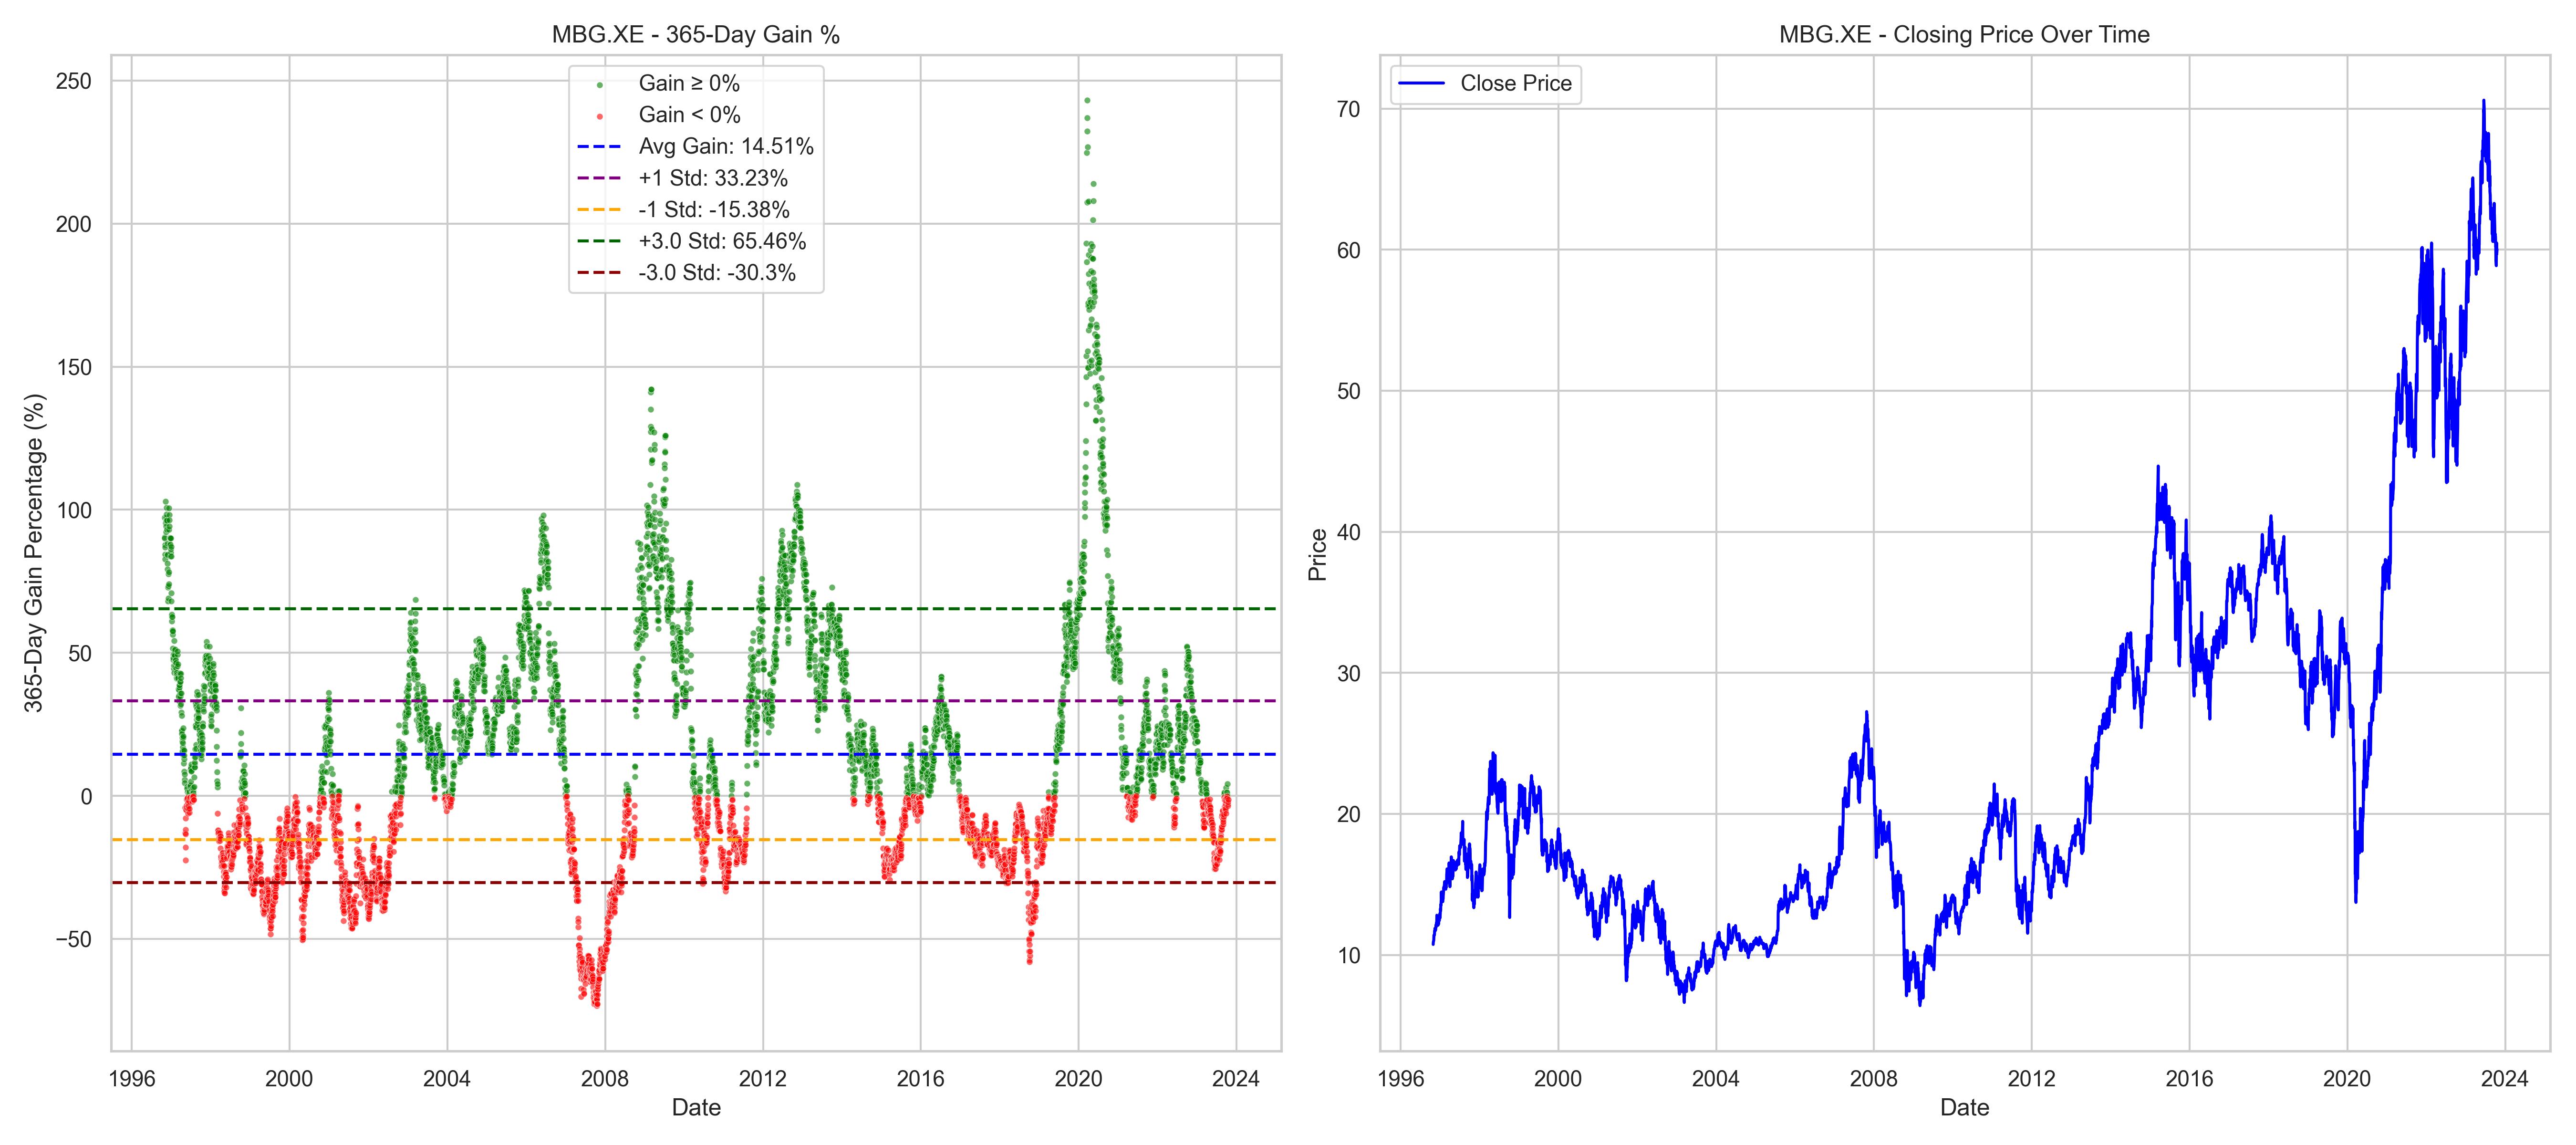 MBG.XE - 365-Day Gain %
250
200
150
100
50
0
−50
365-Day Gain Percentage (%)
Gain ≥ 0%
Gain < 0%
Avg Gain: 14.51%
+1 Std: 33.23%
-1 Std: -15.38%
+3.0 Std: 65.46%
-3.0 Std: -30.3%
1996 2000 2004 2008 2012 2016 2020 2024
Date
MBG.XE - Closing Price Over Time
Close Price
70
60
50
40
30
20
10
Price
1996 2000 2004 2008 2012 2016 2020 2024
Date